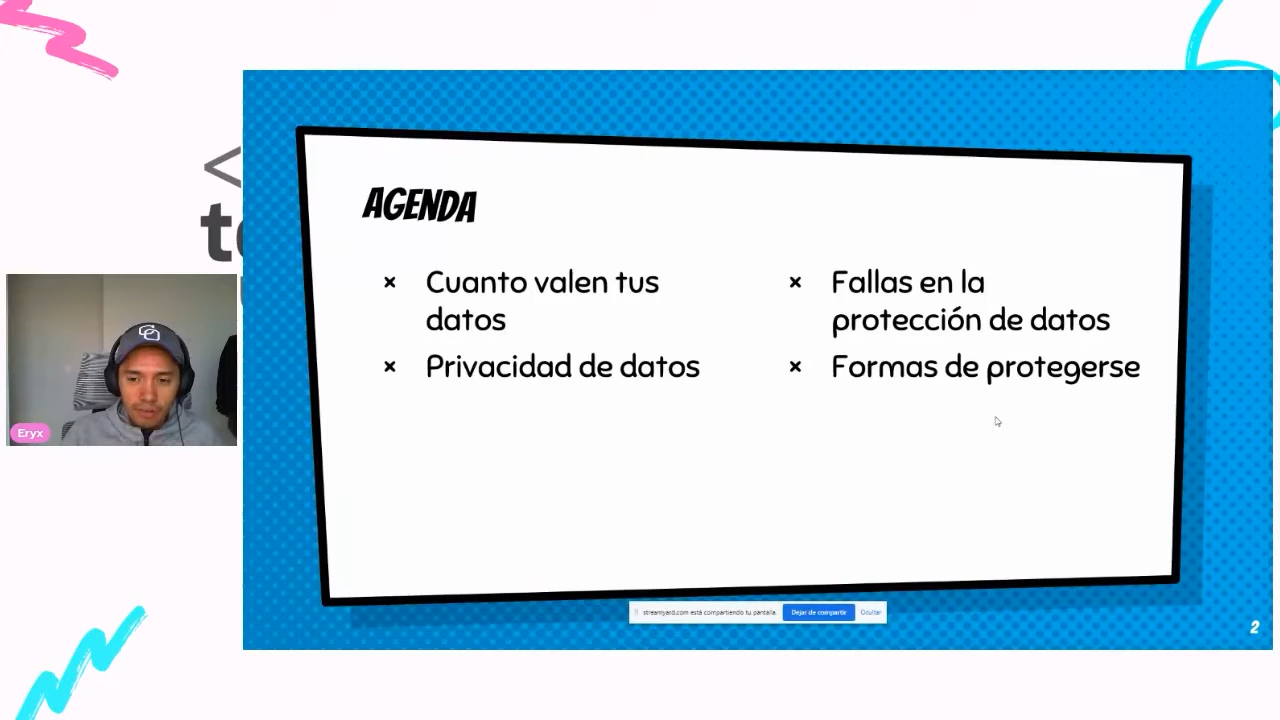 AGENDA
× Cuanto valen tus
datos
× Privacidad de datos
× Fallas en la
protección de datos
× Formas de protegerse
Eryx
streamyard.com está compartiendo tu pantalla.
Dejar de compartir
Ocultar
2